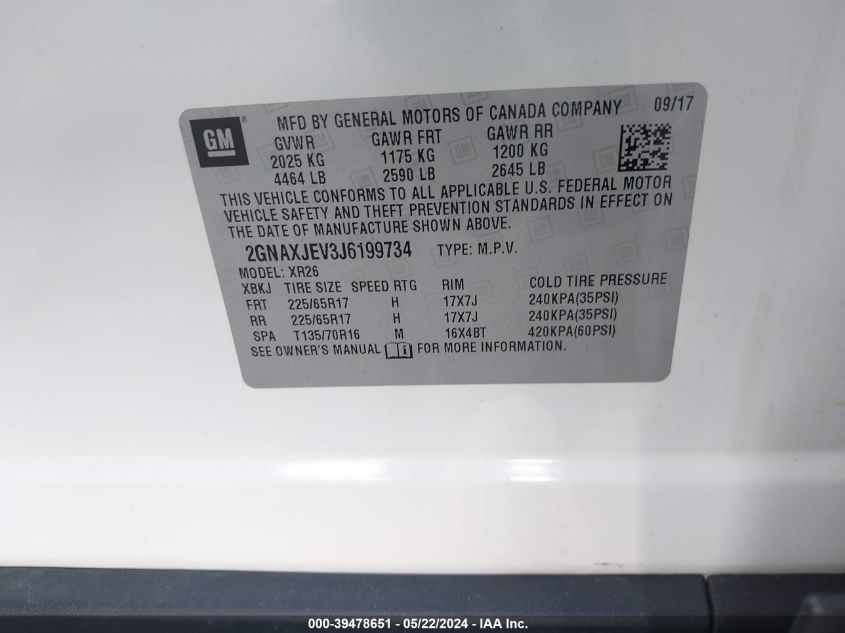 GM ® MFD BY GENERAL MOTORS OF CANADA COMPANY 09/17
GVWR GAWR FRT GAWR RR
2025 KG 1175 KG 1200 KG
4464 LB 2590 LB 2645 LB
THIS VEHICLE CONFORMS TO ALL APPLICABLE U.S. FEDERAL MOTOR
VEHICLE SAFETY AND THEFT PREVENTION STANDARDS IN EFFECT ON
THE DATE OF MANUFACTURE SHOWN ABOVE.
2GNAXJEV3J6199734 TYPE: M.P.V.
MODEL: XR26
XBKJ TIRE SIZE SPEED RTG RIM COLD TIRE PRESSURE
FRT 225/65R17 H 17X7J 240KPA(35PSI)
RR 225/65R17 H 17X7J 240KPA(35PSI)
SPA T135/70R16 M 16X4BT 420KPA(60PSI)
SEE OWNER'S MANUAL FOR MORE INFORMATION.
000-39478651 - 05/22/2024 - IAA Inc.